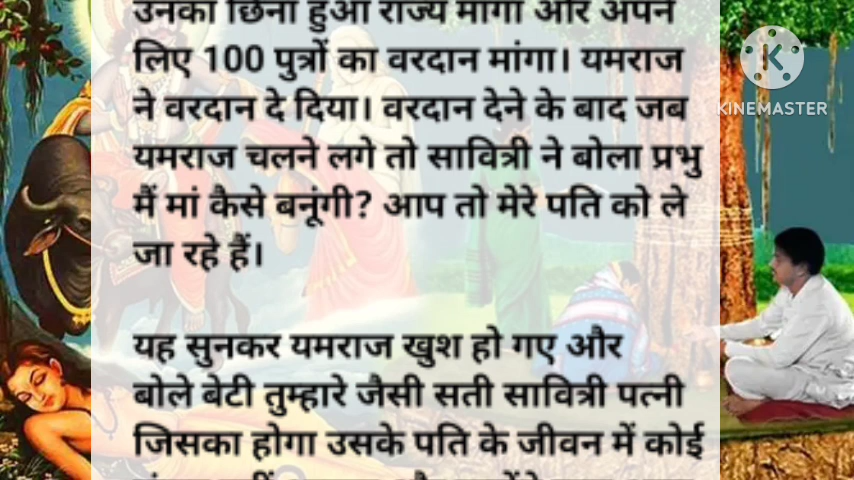 उनका छिना हुआ राज्य मांगा और अपने
लिए 100 पुत्रों का वरदान मांगा। यमराज
ने वरदान दे दिया। वरदान देने के बाद जब
यमराज चलने लगे तो सावित्री ने बोला प्रभु
मैं मां कैसे बनूंगी? आप तो मेरे पति को ले
जा रहे हैं।
यह सुनकर यमराज खुश हो गए और
बोले बेटी तुम्हारे जैसी सती सावित्री पत्नी
जिसका होगा उसके पति के जीवन में कोई
KINEMASTER